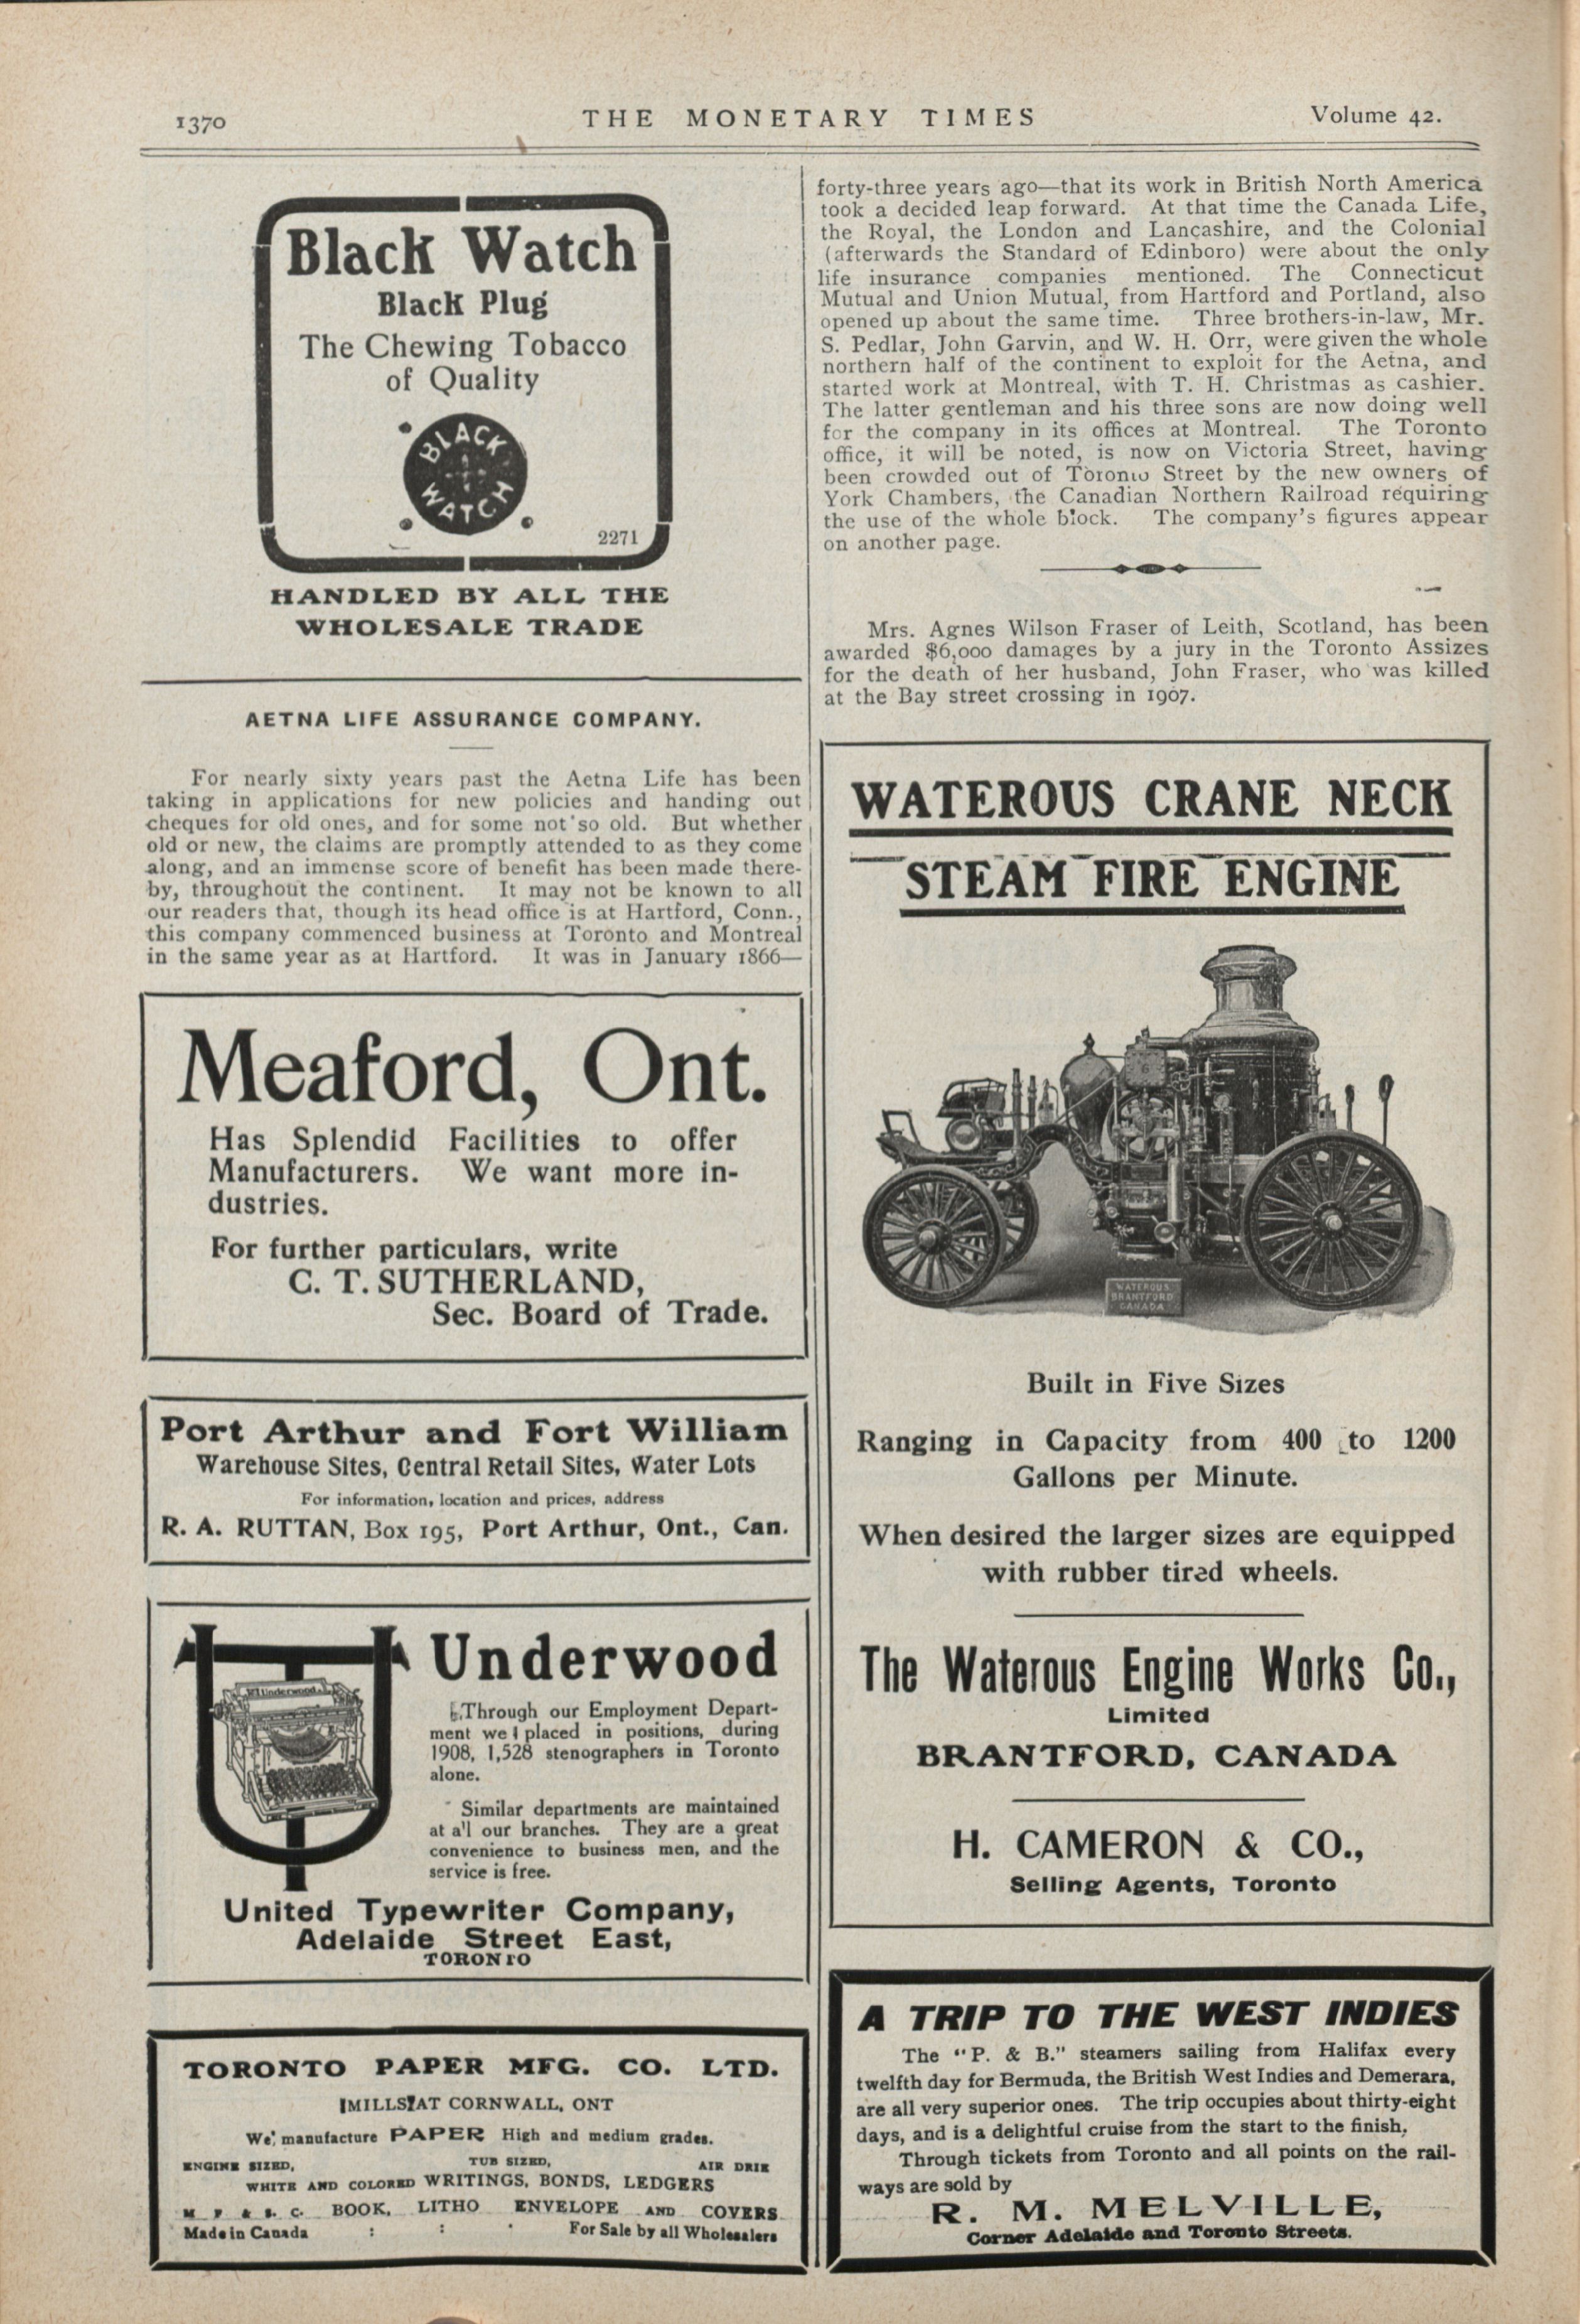 1370
THE MONETARY TIMES
Volume 42.
Black Watch
Black Plug
The Chewing Tobacco
of Quality
BLACK
WATCH
2271
HANDLED BY ALL THE
WHOLESALE TRADE
AETNA LIFE ASSURANCE COMPANY.
For nearly sixty years past the Aetna Life has been
taking in applications for new policies and handing out
cheques for old ones, and for some not so old. But whether
old or new, the claims are promptly attended to as they come
along, and an immense score of benefit has been made there-
by, throughout the continent. It may not be known to all
our readers that, though its head office is at Hartford, Conn.,
this company commenced business at Toronto and Montreal
in the same year as at Hartford. It was in January 1866—
Meaford, Ont.
Has Splendid Facilities to offer
Manufacturers. We want more in-
dustries.
For further particulars, write
C. T. SUTHERLAND,
Sec. Board of Trade.
Port Arthur and Fort William
Warehouse Sites, Central Retail Sites, Water Lots
For information, location and prices, address
R. A. RUTTAN, Box 195, Port Arthur, Ont., Can.
Underwood
Underwood
Through our Employment Depart-
ment we placed in positions, during
1908, 1,528 stenographers in Toronto
alone.
Similar departments are maintained
at all our branches. They are a great
convenience to business men, and the
service is free.
United Typewriter Company,
Adelaide Street East,
TORONTO
TORONTO PAPER MFG. CO. LTD.
MILLS AT CORNWALL, ONT
We manufacture PAPER High and medium grades.
ENGINE SIZED, TUB SIZED, AIR DRIE
WHITE AND COLORED WRITINGS, BONDS, LEDGERS
M F & S. C. BOOK, LITHO ENVELOPE AND COVERS
Made in Canada : : For Sale by all Wholesalers
forty-three years ago—that its work in British North America
took a decided leap forward. At that time the Canada Life,
the Royal, the London and Lancashire, and the Colonial
(afterwards the Standard of Edinboro) were about the only
life insurance companies mentioned. The Connecticut
Mutual and Union Mutual, from Hartford and Portland, also
opened up about the same time. Three brothers-in-law, Mr.
S. Pedlar, John Garvin, and W. H. Orr, were given the whole
northern half of the continent to exploit for the Aetna, and
started work at Montreal, with T. H. Christmas as cashier.
The latter gentleman and his three sons are now doing well
for the company in its offices at Montreal. The Toronto
office, it will be noted, is now on Victoria Street, having
been crowded out of Toronto Street by the new owners of
York Chambers, the Canadian Northern Railroad requiring
the use of the whole block. The company's figures appear
on another page.
Mrs. Agnes Wilson Fraser of Leith, Scotland, has been
awarded $6,000 damages by a jury in the Toronto Assizes
for the death of her husband, John Fraser, who was killed
at the Bay street crossing in 1907.
WATEROUS CRANE NECK
STEAM FIRE ENGINE
6
WATEROUS
BRANTFORD
CANADA
Built in Five Sizes
Ranging in Capacity from 400 to 1200
Gallons per Minute.
When desired the larger sizes are equipped
with rubber tired wheels.
The Waterous Engine Works Co.,
Limited
BRANTFORD, CANADA
H. CAMERON & CO.,
Selling Agents, Toronto
A TRIP TO THE WEST INDIES
The "P. & B." steamers sailing from Halifax every
twelfth day for Bermuda, the British West Indies and Demerara,
are all very superior ones. The trip occupies about thirty-eight
days, and is a delightful cruise from the start to the finish.
Through tickets from Toronto and all points on the rail-
ways are sold by
R. M. MELVILLE,
Corner Adelaide and Toronto Streets.